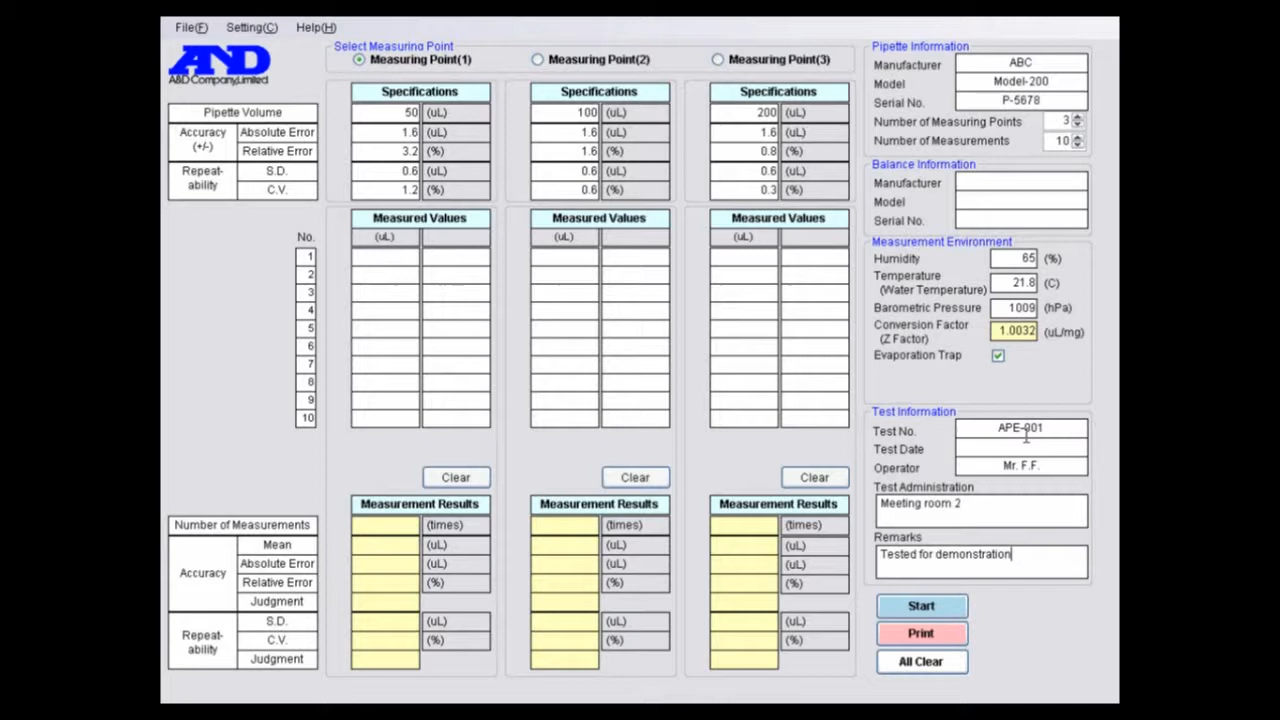 File(F) Setting(C) Help(H)
AND
A&D Company,Limited
Select Measuring Point
Measuring Point(1) Measuring Point(2) Measuring Point(3)
Specifications Specifications Specifications
Pipette Volume 50 (uL) 100 (uL) 200 (uL)
Accuracy (+/-) Absolute Error 1.6 (uL) 1.6 (uL) 1.6 (uL)
Relative Error 3.2 (%) 1.6 (%) 0.8 (%)
Repeat-ability S.D. 0.6 (uL) 0.6 (uL) 0.6 (uL)
C.V. 1.2 (%) 0.6 (%) 0.3 (%)
Measured Values Measured Values Measured Values
No. (uL) (uL) (uL)
1
2
3
4
5
6
7
8
9
10
Clear Clear Clear
Measurement Results Measurement Results Measurement Results
Number of Measurements (times) (times) (times)
Accuracy Mean (uL) (uL) (uL)
Absolute Error (uL) (uL) (uL)
Relative Error (%) (%) (%)
Judgment
Repeat-ability S.D. (uL) (uL) (uL)
C.V. (%) (%) (%)
Judgment
Pipette Information
Manufacturer ABC
Model Model-200
Serial No. P-5678
Number of Measuring Points 3
Number of Measurements 10
Balance Information
Manufacturer
Model
Serial No.
Measurement Environment
Humidity 65 (%)
Temperature
(Water Temperature) 21.8 (C)
Barometric Pressure 1009 (hPa)
Conversion Factor
(Z Factor) 1.0032 (uL/mg)
Evaporation Trap
Test Information
Test No. APE-001
Test Date
Operator Mr. F.F.
Test Administration
Meeting room 2
Remarks
Tested for demonstration
Start
Print
All Clear